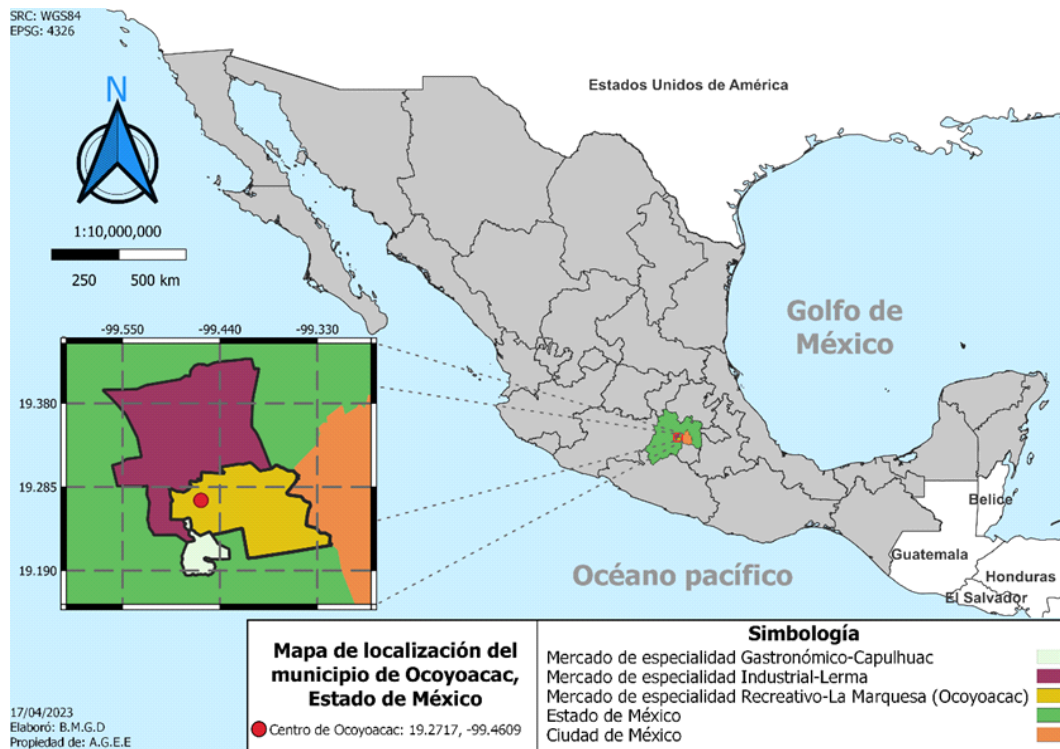 SRC: WGS84
EPSG: 4326
Estados Unidos de América
N
1:10,000,000
250 500 km
-99.550 -99.440 -99.330
Golfo de
México
19.380
19.285
19.190
Belice
Guatemala
Honduras
El Salvador
Océano pacífico
Mapa de localización del
municipio de Ocoyoacac,
Estado de México
Centro de Ocoyoacac: 19.2717, -99.4609
Simbología
Mercado de especialidad Gastronómico-Capulhuac
Mercado de especialidad Industrial-Lerma
Mercado de especialidad Recreativo-La Marquesa (Ocoyoacac)
Estado de México
Ciudad de México
17/04/2023
Elaboró: B.M.G.D
Propiedad de: A.G.E.E